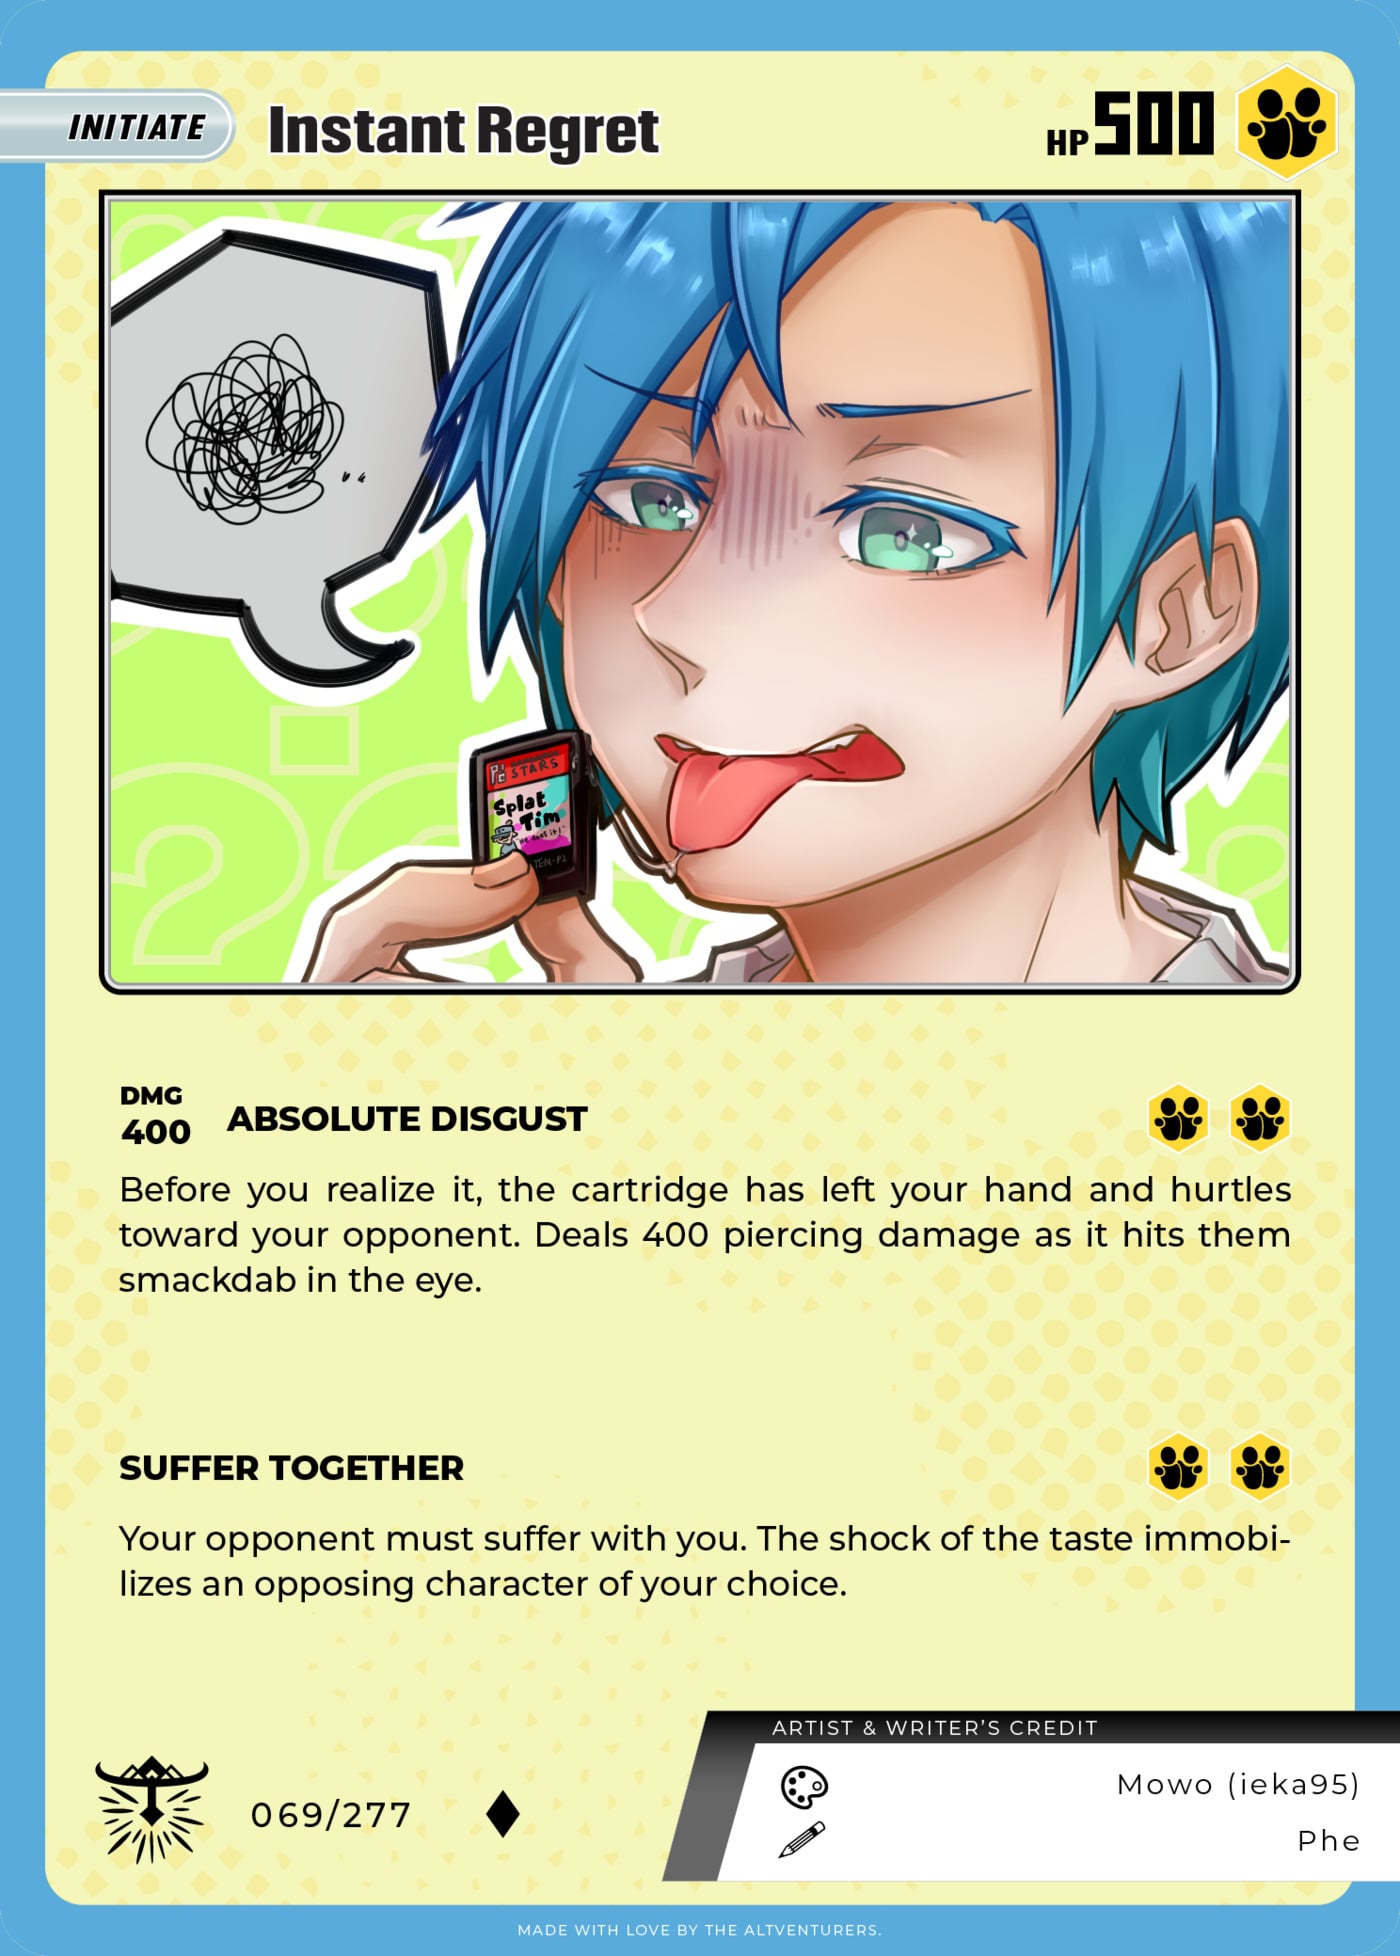 INITIATE
Instant Regret
HP 500
STARS
Splat
Tim
TEM-P2
DMG
400
ABSOLUTE DISGUST
Before you realize it, the cartridge has left your hand and hurtles
toward your opponent. Deals 400 piercing damage as it hits them
smackdab in the eye.
SUFFER TOGETHER
Your opponent must suffer with you. The shock of the taste immobi-
lizes an opposing character of your choice.
ARTIST & WRITER'S CREDIT
Mowo (ieka95)
Phe
069/277
MADE WITH LOVE BY THE ALTVENTURERS.